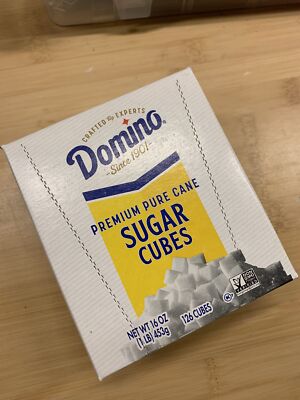 CRAFTED BY EXPERTS
Domino®
-Since 1901-
PREMIUM PURE CANE
SUGAR
CUBES
NET WT 16 OZ
(1 LB) 453g
126 CUBES